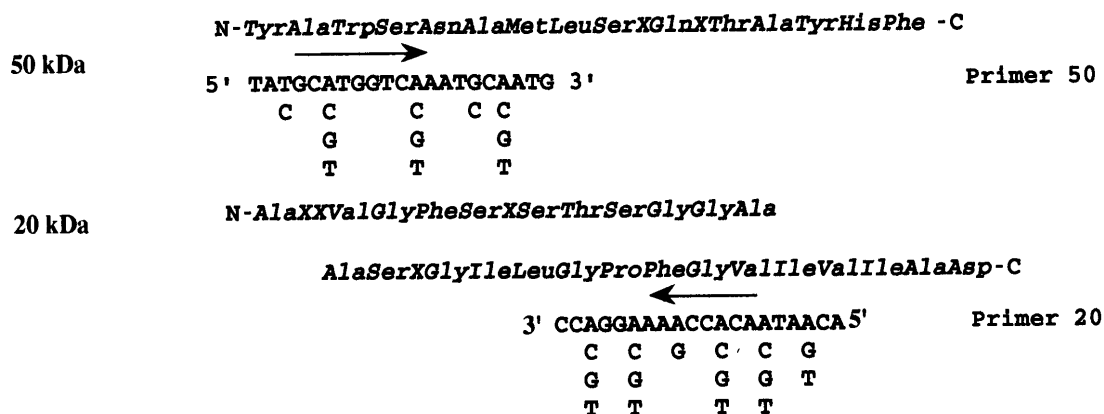 N-TyrAlaTrpSerAsnAlaMetLeuSerXGlnXThrAlaTyrHisPhe -C
50 kDa
5' TATGCATGGTCAAATGCAATG 3' Primer 50
C C C C C
G G G
T T T
20 kDa
N-AlaXXValGlyPheSerXSerThrSerGlyGlyAla
AlaSerXGlyIleLeuGlyProPheGlyValIleValIleAlaAsp-C
3' CCAGGAAAACCACAATAACA 5' Primer 20
C C G C C G
G G G G T
T T T T